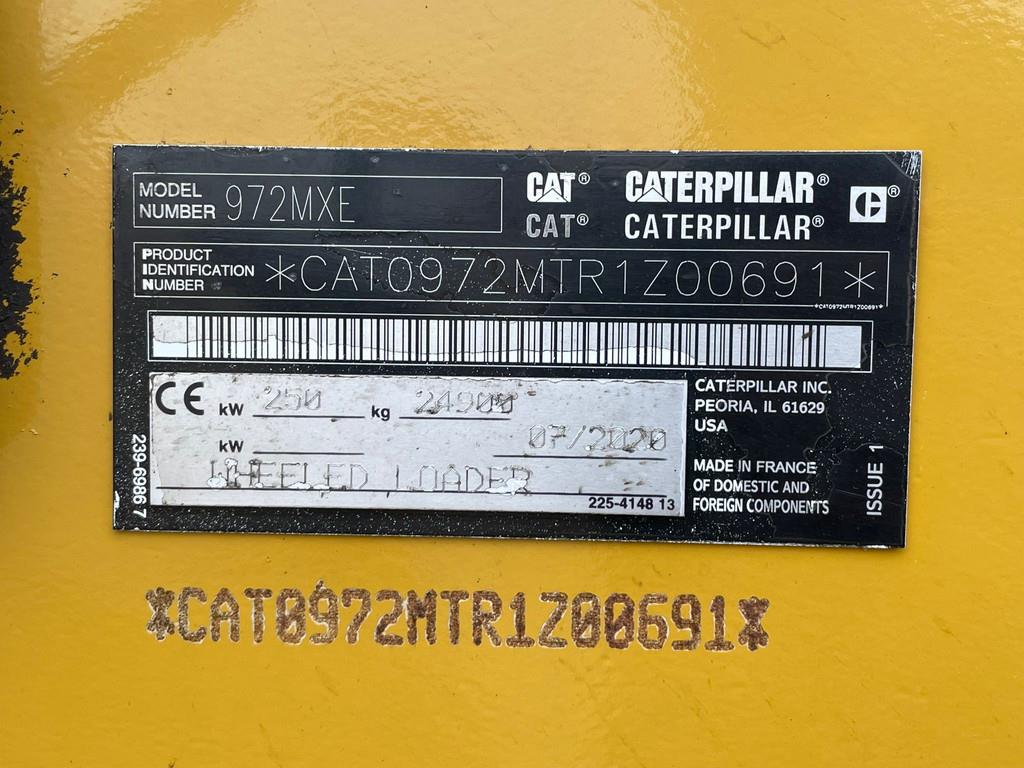 MODEL NUMBER 972MXE
CAT® CATERPILLAR®
CAT® CATERPILLAR®
PRODUCT IDENTIFICATION NUMBER *CAT0972MTR1Z00691*
*CAT0972MTR1Z00691*
CE kW 250 kg 24900
kW 07/2020
WHEELED LOADER
225-4148 13
CATERPILLAR INC.
PEORIA, IL 61629
USA
MADE IN FRANCE
OF DOMESTIC AND
FOREIGN COMPONENTS
ISSUE 1
239-6986 7
*CAT0972MTR1Z00691*